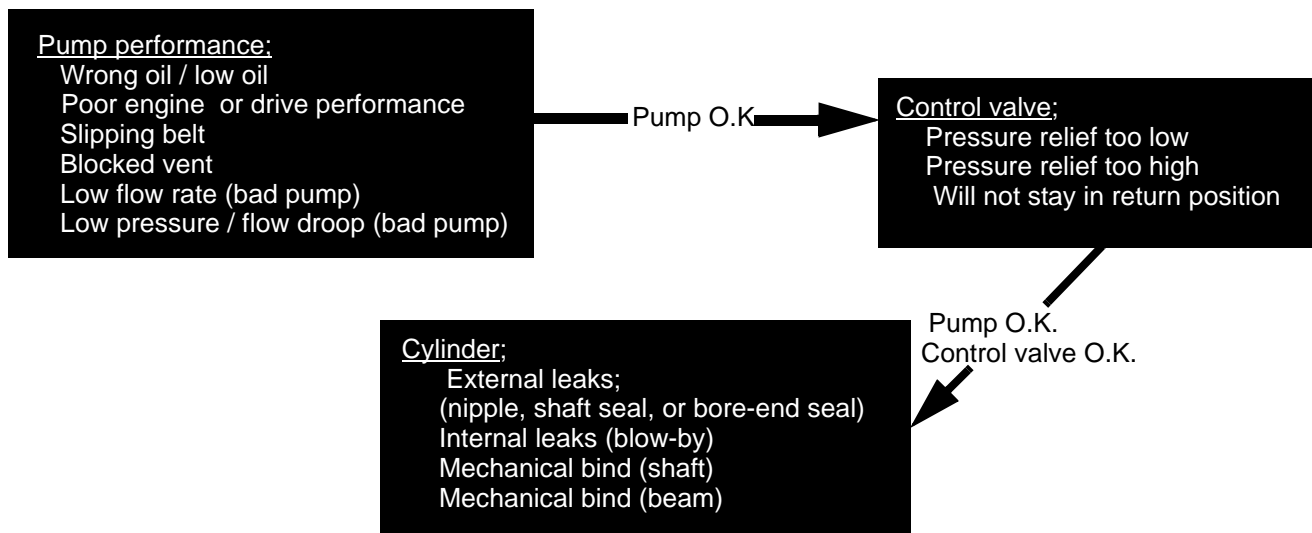 Pump performance;
Wrong oil / low oil
Poor engine  or drive performance
Slipping belt
Blocked vent
Low flow rate (bad pump)
Low pressure / flow droop (bad pump)
Pump O.K
Control valve;
Pressure relief too low
Pressure relief too high
Will not stay in return position
Pump O.K.
Control valve O.K.
Cylinder;
External leaks;
(nipple, shaft seal, or bore-end seal)
Internal leaks (blow-by)
Mechanical bind (shaft)
Mechanical bind (beam)